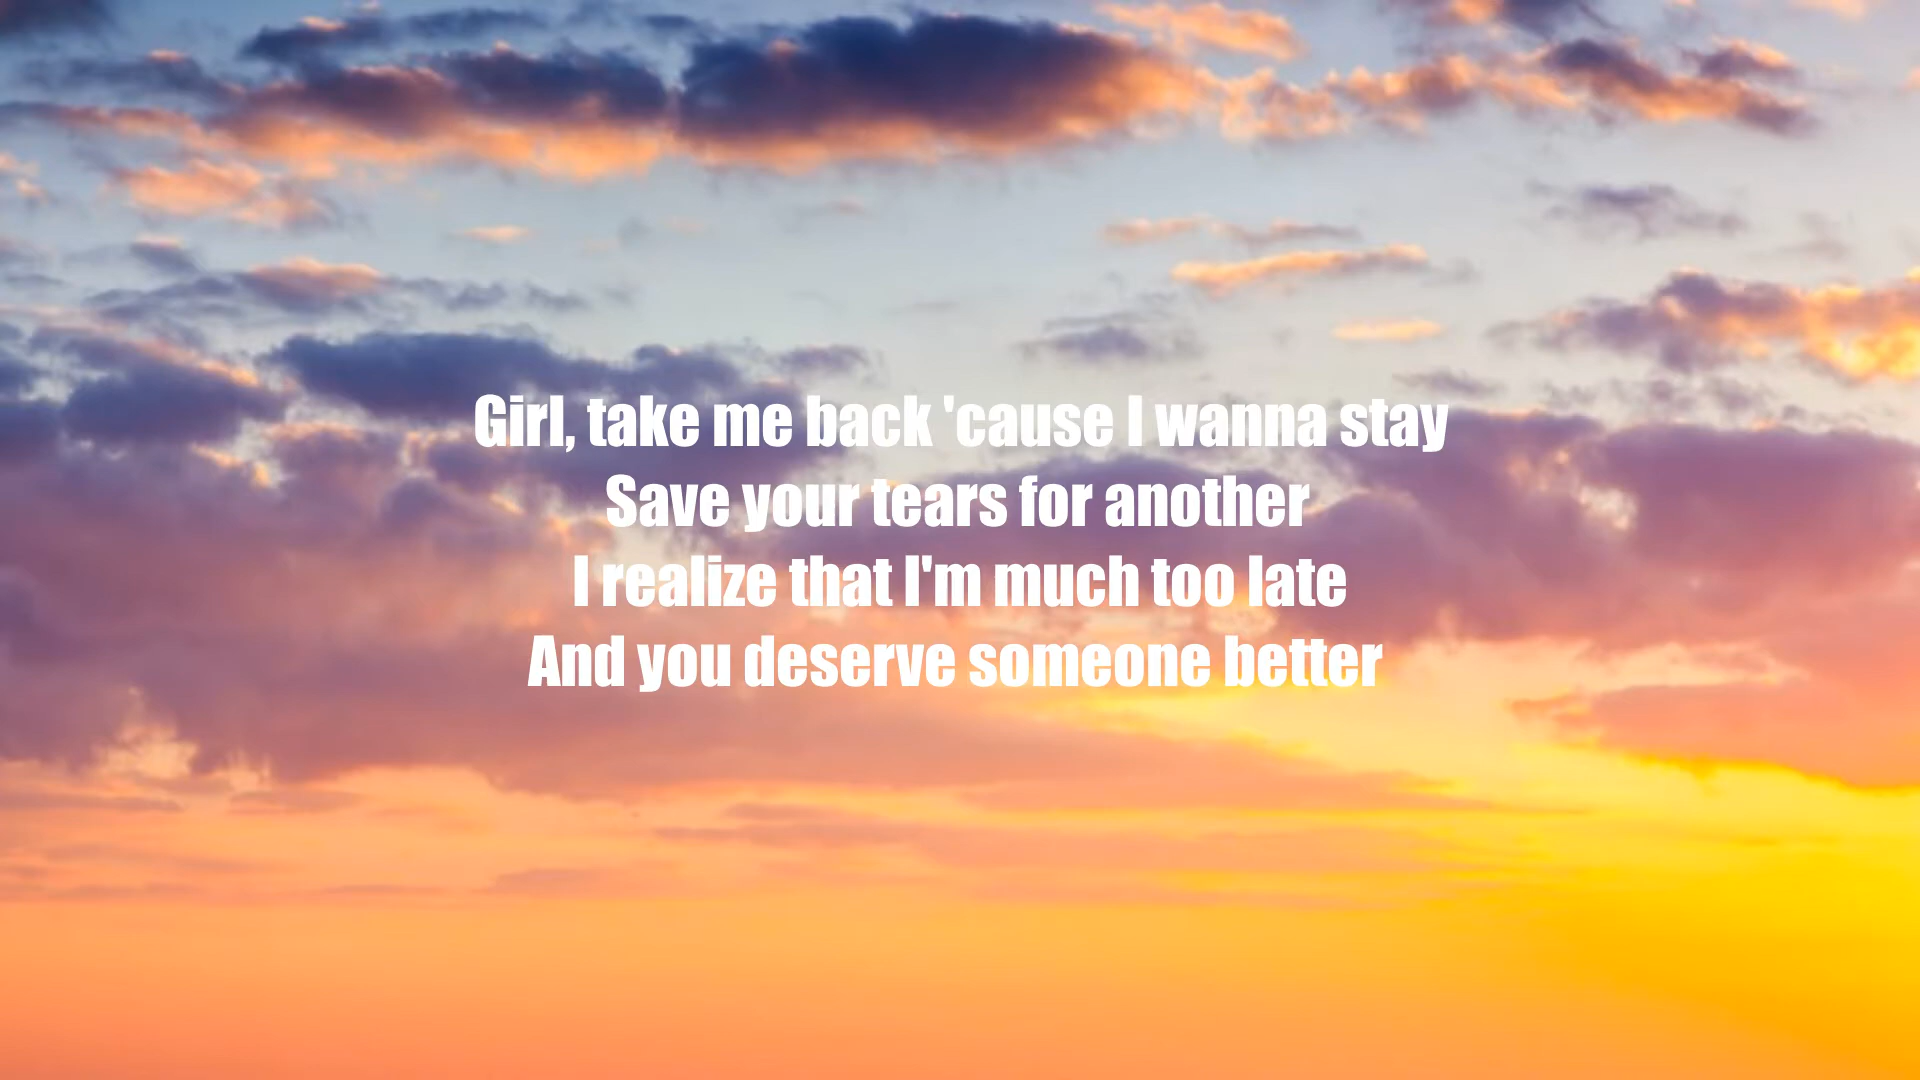 Girl, take me back 'cause I wanna stay
Save your tears for another
I realize that I'm much too late
And you deserve someone better